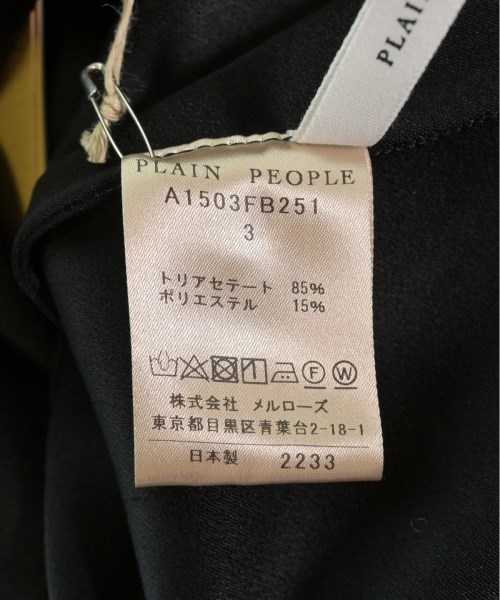 PLAIN
PLAIN PEOPLE
A1503FB251
3
トリアセテート 85%
ポリエステル 15%
F W
株式会社 メルローズ
東京都目黒区青葉台2-18-1
日本製 2233